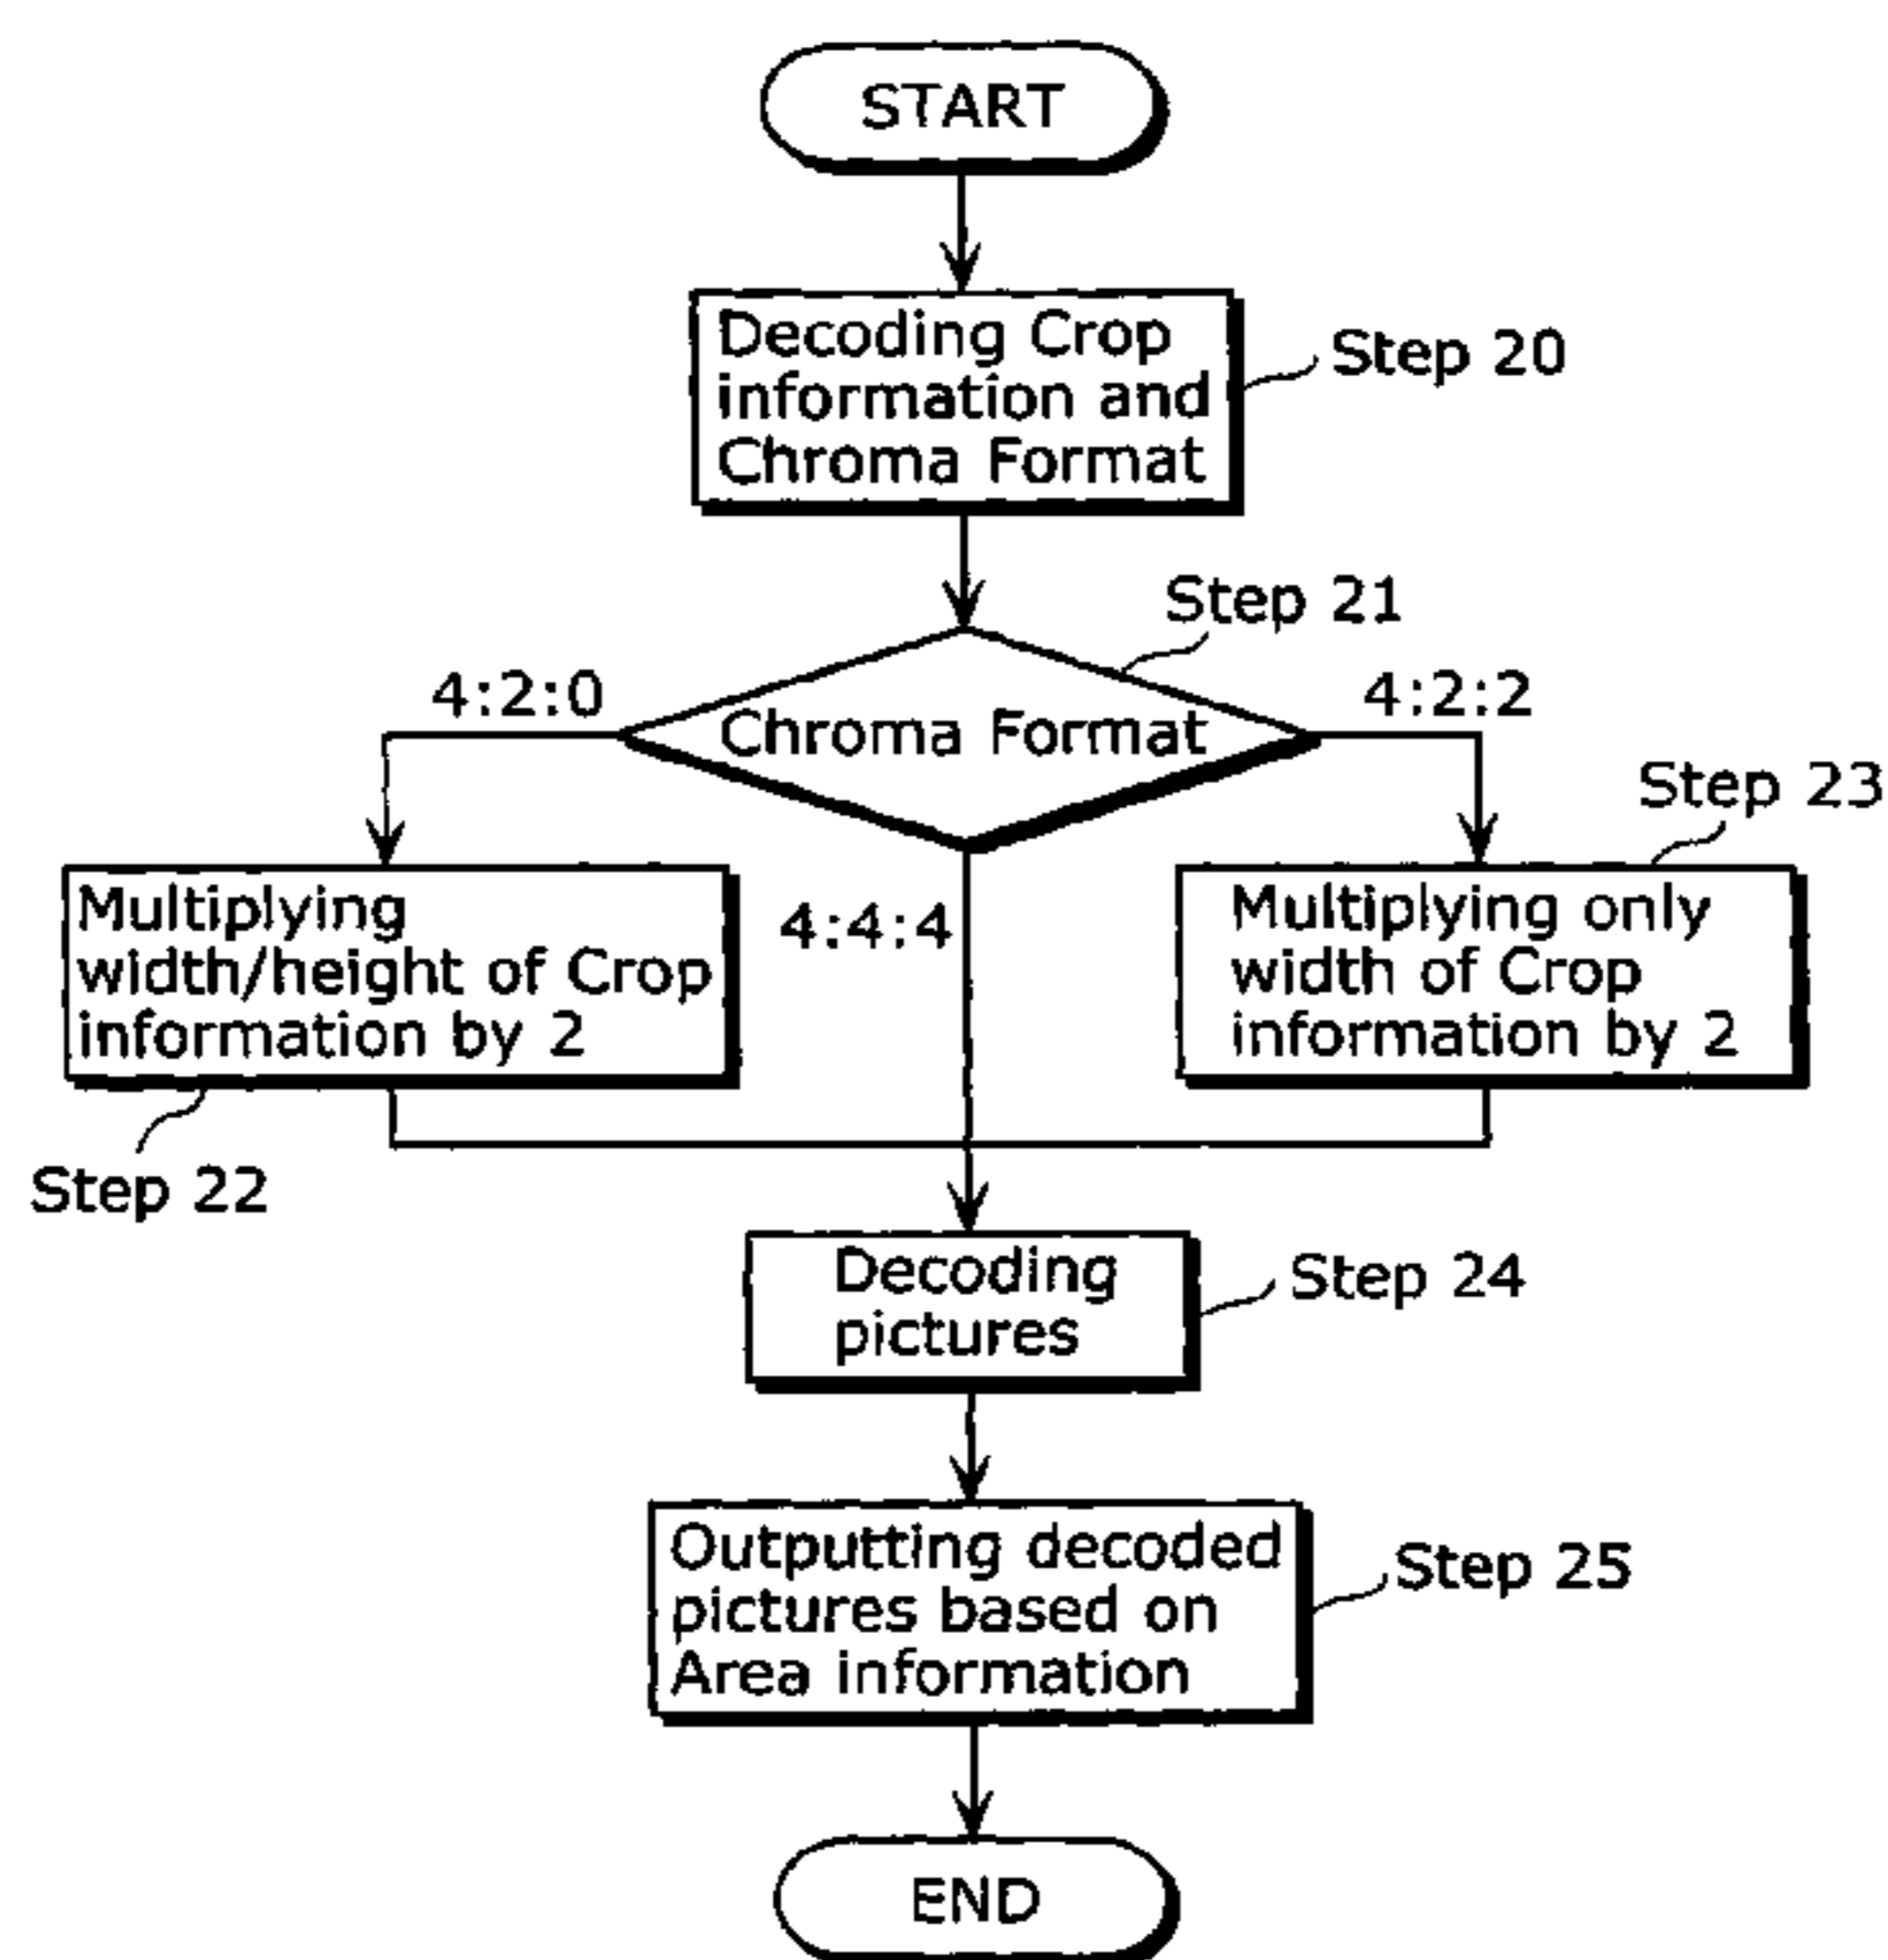 START
Decoding Crop
information and
Chroma Format
Step 20
Step 21
4:2:0
Chroma Format
4:2:2
Step 23
Multiplying
width/height of Crop
information by 2
4:4:4
Multiplying only
width of Crop
information by 2
Step 22
Decoding
pictures
Step 24
Outputting decoded
pictures based on
Area information
Step 25
END